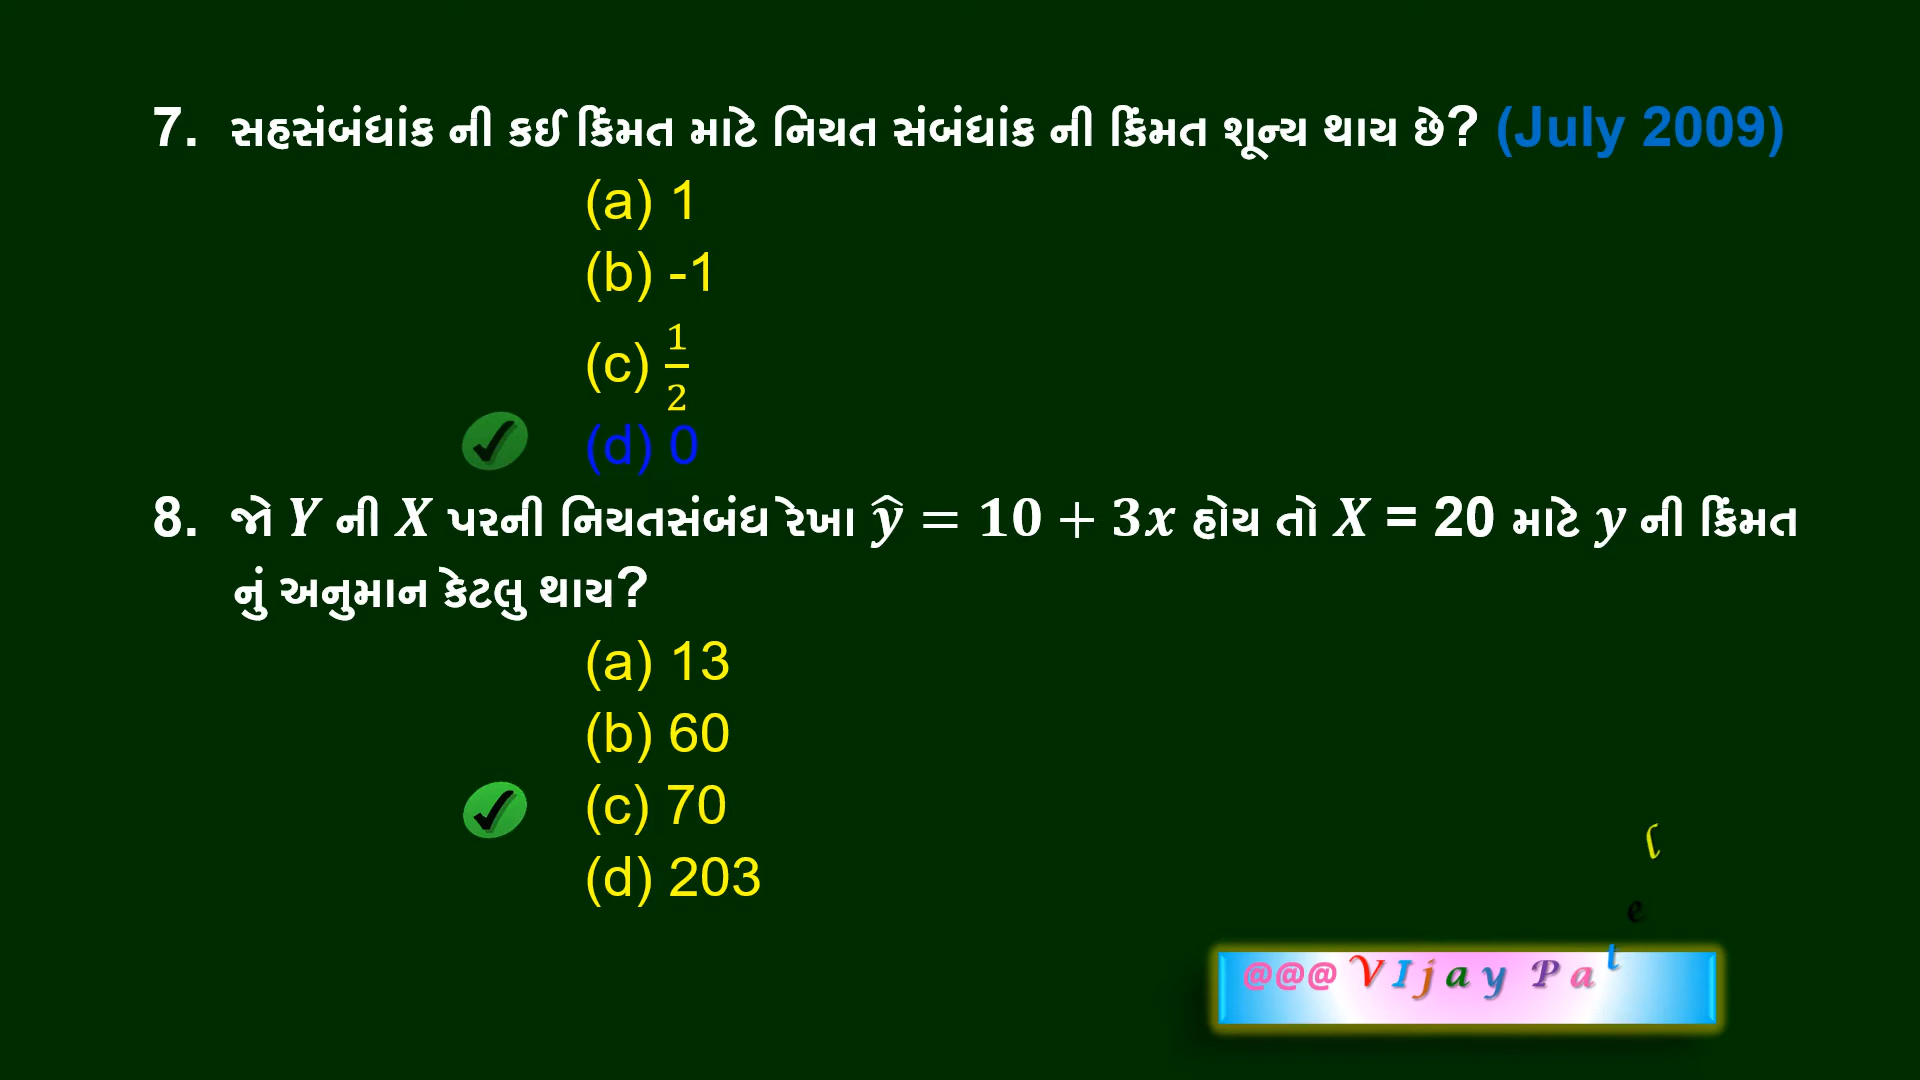 7. સહસંબંધાંક ની કઈ કિંમત માટે નિયત સંબંધાંક ની કિંમત શૂન્ય થાય છે? (July 2009)
(a) 1
(b) -1
(c) 1/2
(d) 0
8. જો Y ની X પરની નિયતસંબંધ રેખા ŷ = 10 + 3x હોય તો X = 20 માટે y ની કિંમત
નું અનુમાન કેટલુ થાય?
(a) 13
(b) 60
(c) 70
(d) 203
@@@ VIjay Patel